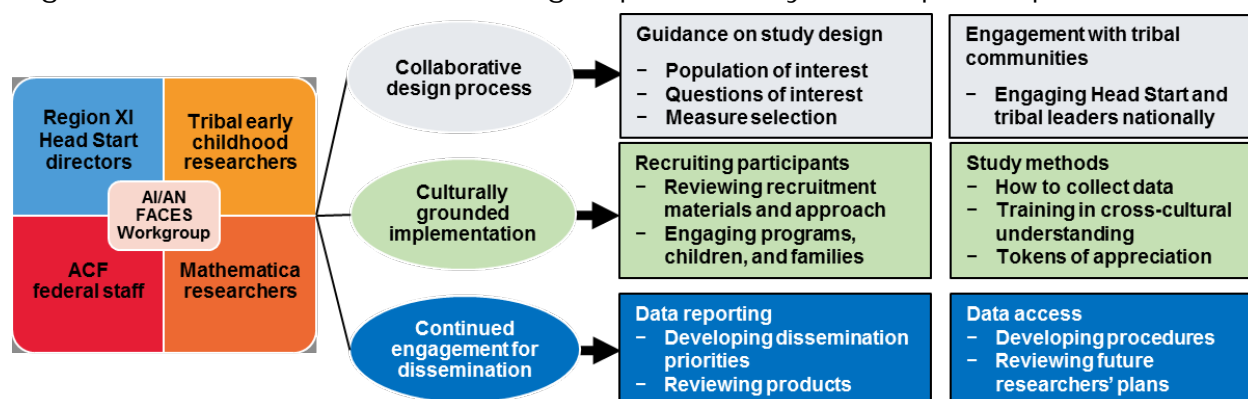 Region XI
Head Start
directors
Tribal early
childhood
researchers
AI/AN
FACES
Workgroup
ACF
federal staff
Mathematica
researchers
Collaborative
design process
Guidance on study design
− Population of interest
− Questions of interest
− Measure selection
Engagement with tribal
communities
− Engaging Head Start and
tribal leaders nationally
Culturally
grounded
implementation
Recruiting participants
− Reviewing recruitment
materials and approach
− Engaging programs,
children, and families
Study methods
− How to collect data
− Training in cross-cultural
understanding
− Tokens of appreciation
Continued
engagement for
dissemination
Data reporting
− Developing dissemination
priorities
− Reviewing products
Data access
− Developing procedures
− Reviewing future
researchers’ plans